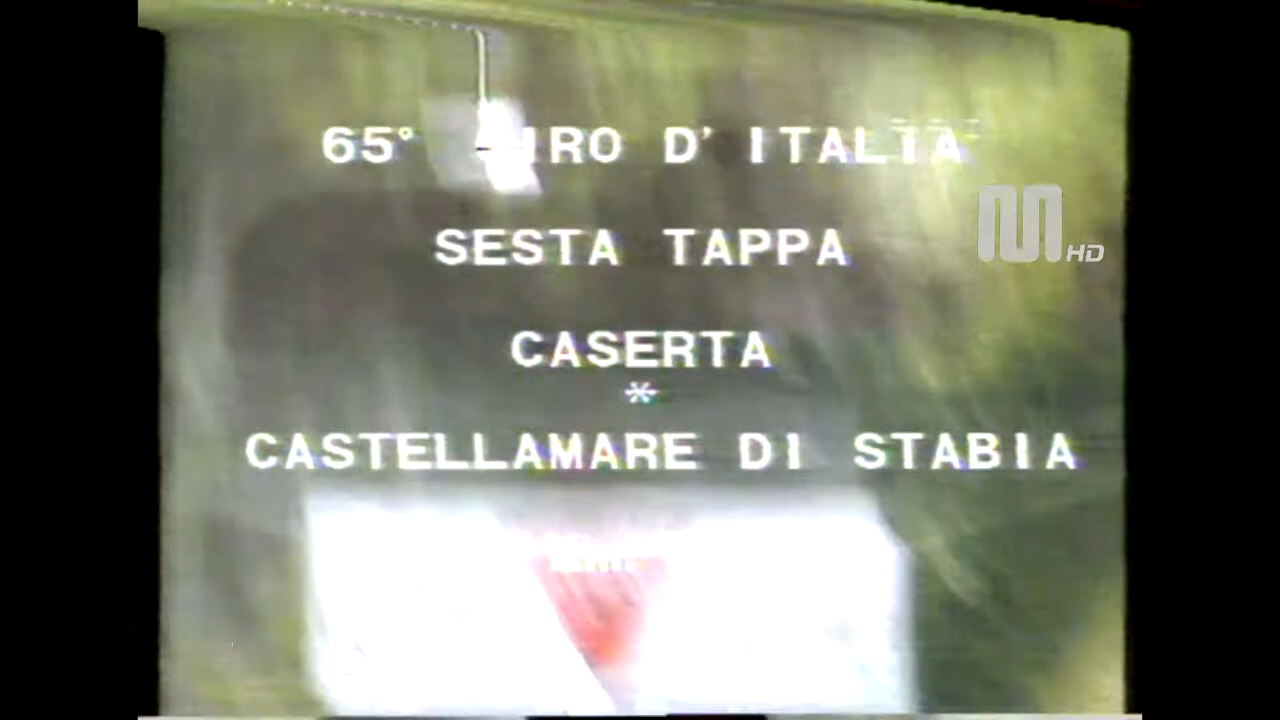 65° GIRO D' ITALIA
SESTA TAPPA
HD
CASERTA
*
CASTELLAMARE DI STABIA